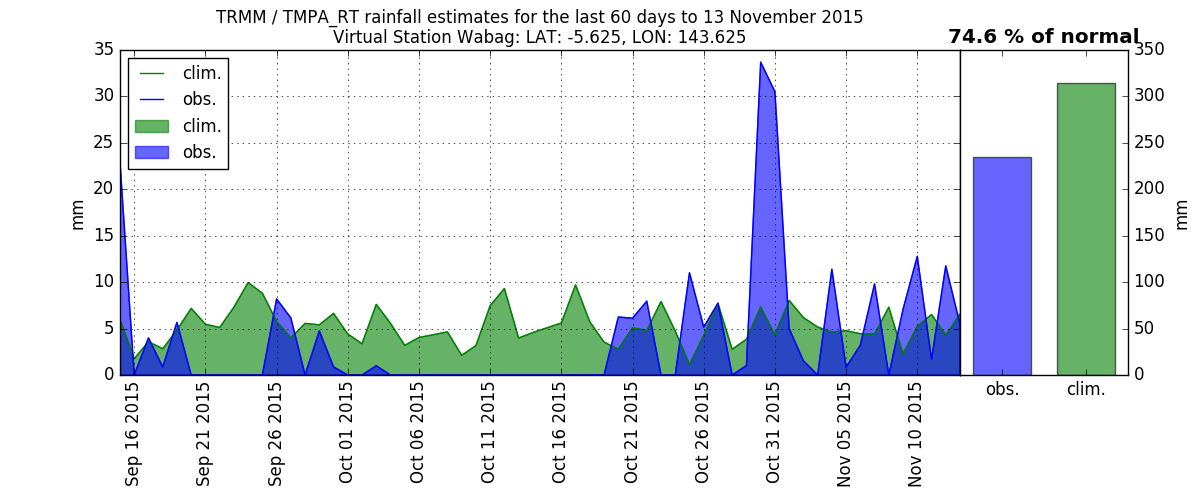 TRMM / TMPA_RT rainfall estimates for the last 60 days to 13 November 2015
Virtual Station Wabag: LAT: -5.625, LON: 143.625
74.6 % of normal
35
30
25
20
15
10
5
0
mm
clim.
obs.
clim.
obs.
Sep 16 2015
Sep 21 2015
Sep 26 2015
Oct 01 2015
Oct 06 2015
Oct 11 2015
Oct 16 2015
Oct 21 2015
Oct 26 2015
Oct 31 2015
Nov 05 2015
Nov 10 2015
350
300
250
200
150
100
50
0
mm
obs.
clim.